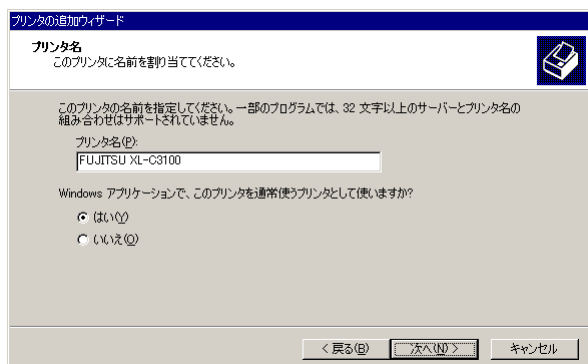 プリンタの追加ウィザード
プリンタ名
このプリンタに名前を割り当ててください。
このプリンタの名前を指定してください。一部のプログラムでは、32 文字以上のサーバーとプリンタ名の
組み合わせはサポートされていません。
プリンタ名(P):
FUJITSU XL-C3100
Windows アプリケーションで、このプリンタを通常使うプリンタとして使いますか?
はい(Y)
いいえ(O)
< 戻る(B)
次へ(N) >
キャンセル